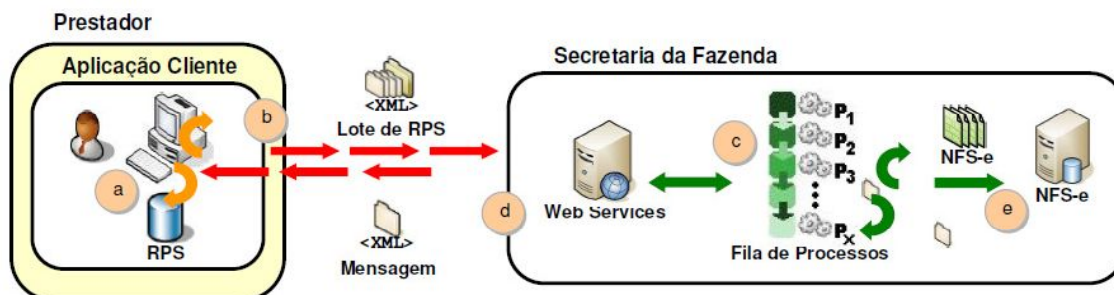 Prestador
Aplicação Cliente
a
RPS
b
<XML>
Lote de RPS
<XML>
Mensagem
Secretaria da Fazenda
d
Web Services
c
P1
P2
P3
Px
Fila de Processos
NFS-e
e
NFS-e